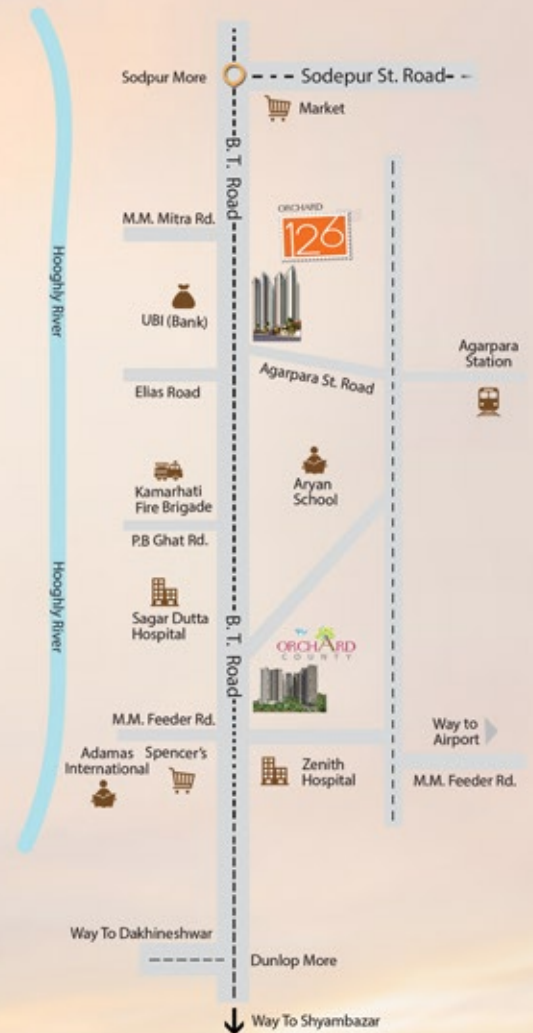 Sodpur More
Sodepur St. Road
Market
B. T. Road
M.M. Mitra Rd.
ORCHARD
126
Hooghly River
UBI (Bank)
Agarpara
Station
Agarpara St. Road
Elias Road
Kamarhati
Fire Brigade
Aryan
School
P.B Ghat Rd.
Hooghly River
Sagar Dutta
Hospital
B. T. Road
ORCHARD
COUNTY
M.M. Feeder Rd.
Way to
Airport
Adamas
International
Spencer's
Zenith
Hospital
M.M. Feeder Rd.
Way To Dakhineshwar
Dunlop More
Way To Shyambazar